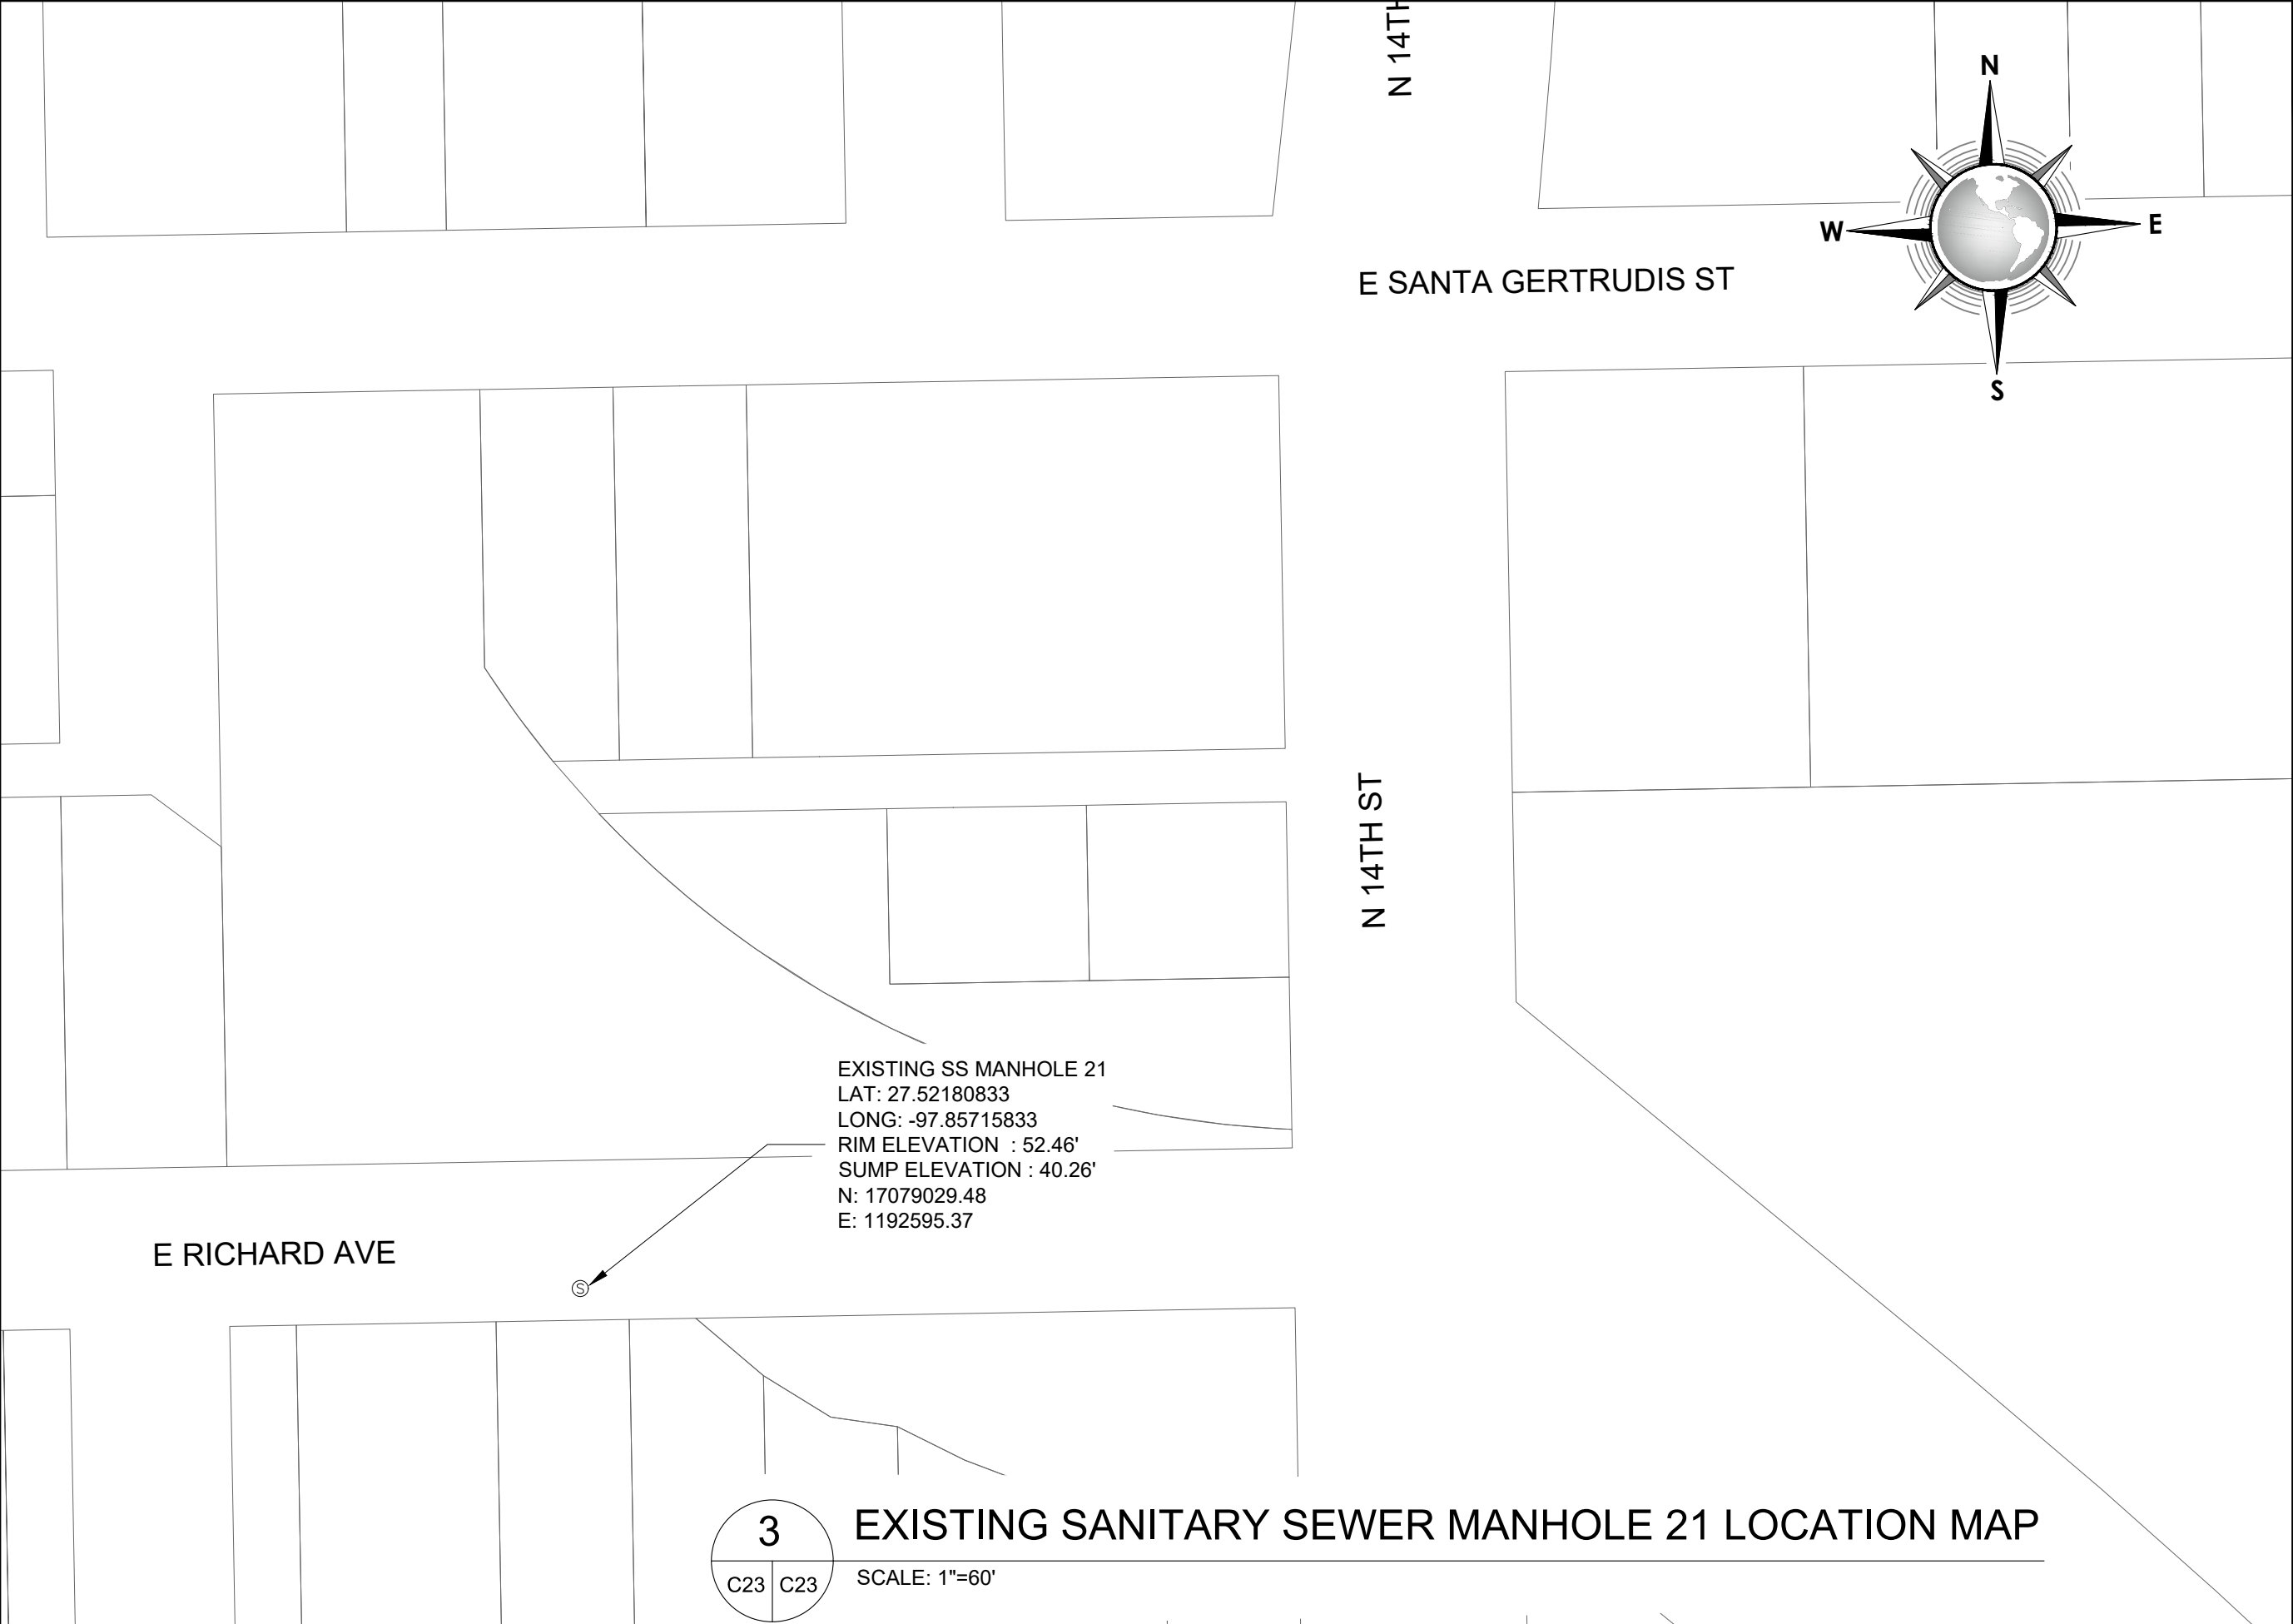 N 14TH
N
W
E
S
E SANTA GERTRUDIS ST
N 14TH ST
EXISTING SS MANHOLE 21
LAT: 27.52180833
LONG: -97.85715833
RIM ELEVATION : 52.46'
SUMP ELEVATION : 40.26'
N: 17079029.48
E: 1192595.37
E RICHARD AVE
S
3
EXISTING SANITARY SEWER MANHOLE 21 LOCATION MAP
C23 C23
SCALE: 1"=60'